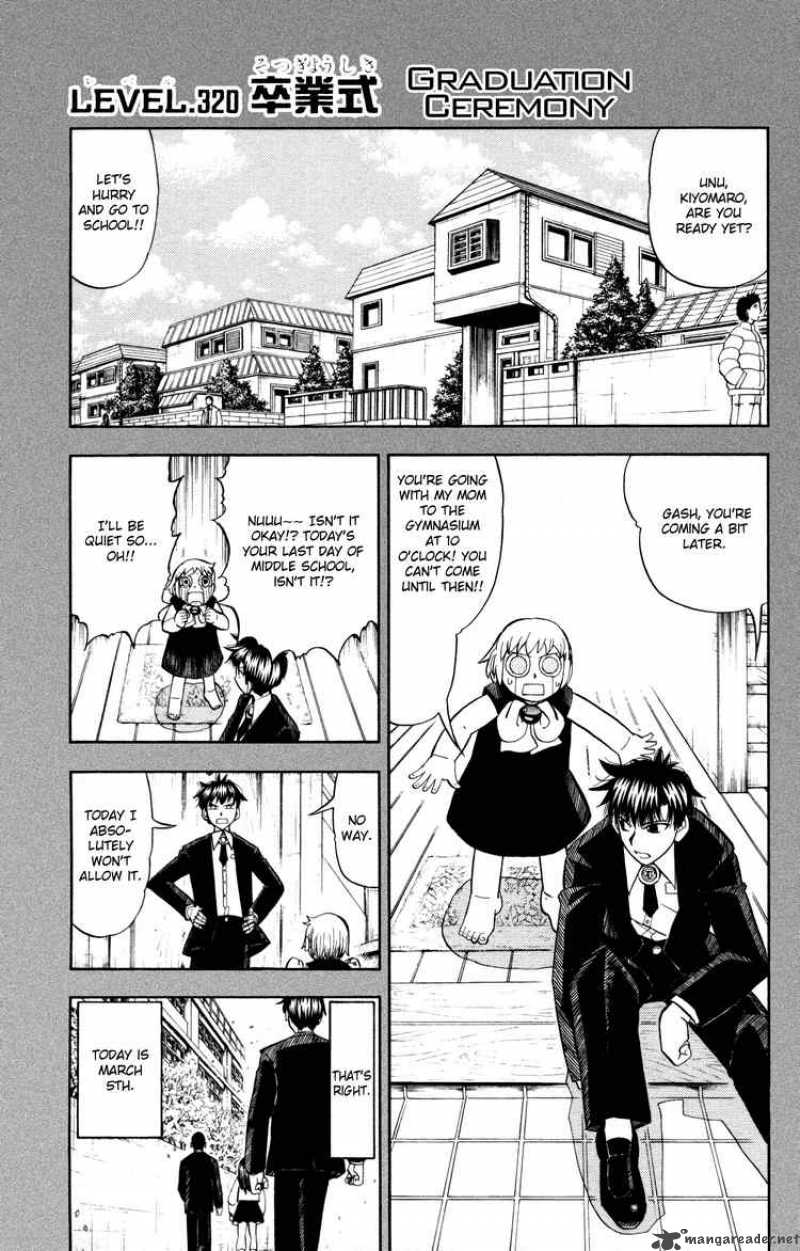 そつぎょうしき
LEVEL.320 卒業式
GRADUATION
CEREMONY
UNU,
KIYOMARO,
ARE YOU
READY YET?
LET'S
HURRY
AND GO TO
SCHOOL!!
GASH, YOU'RE
COMING A BIT
LATER.
YOU'RE GOING
WITH MY MOM
TO THE
GYMNASIUM
AT 10
O'CLOCK! YOU
CAN'T COME
UNTIL THEN!!
NUUU~~ ISN'T IT
OKAY!? TODAY'S
YOUR LAST DAY OF
MIDDLE SCHOOL,
ISN'T IT!?
I'LL BE
QUIET SO...
OH!!
NO
WAY.
TODAY I
ABSO-
LUTELY
WON'T
ALLOW IT.
THAT'S
RIGHT.
TODAY IS
MARCH
5TH.
mangareader.net